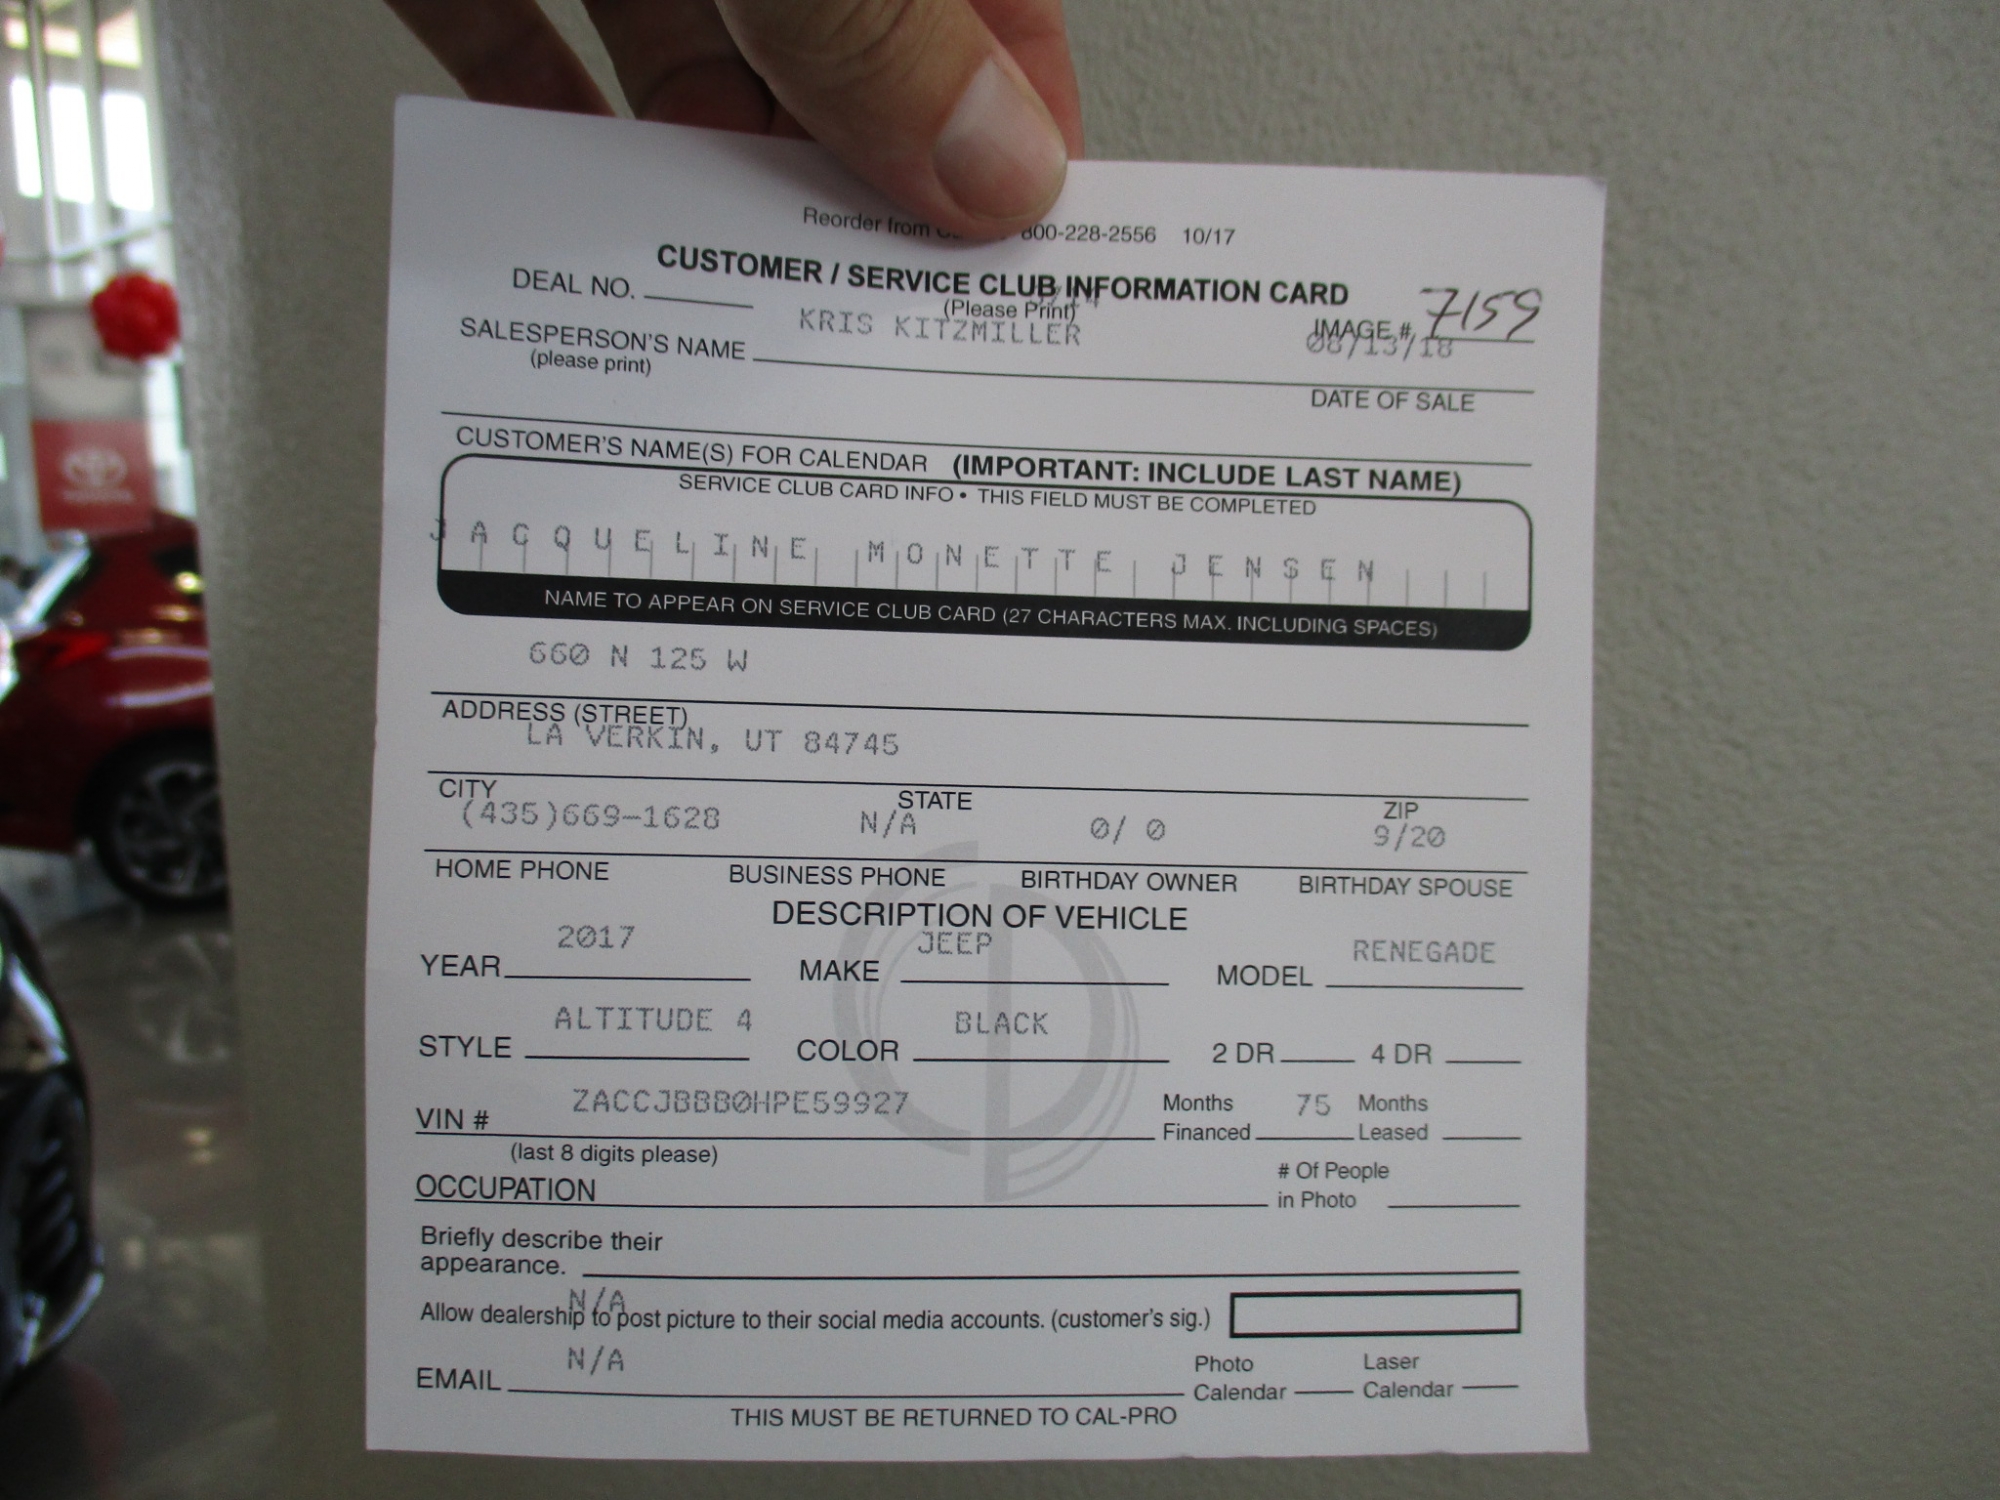 Reorder from 800-228-2556 10/17
CUSTOMER / SERVICE CLUB INFORMATION CARD
DEAL NO. (Please Print) IMAGE # 7159
SALESPERSON'S NAME KRIS KITZMILLER 08/13/18
(please print)
DATE OF SALE
CUSTOMER'S NAME(S) FOR CALENDAR (IMPORTANT: INCLUDE LAST NAME)
SERVICE CLUB CARD INFO • THIS FIELD MUST BE COMPLETED
JACQUELINE MONETTE JENSEN
NAME TO APPEAR ON SERVICE CLUB CARD (27 CHARACTERS MAX. INCLUDING SPACES)
660 N 125 W
ADDRESS (STREET)
LA VERKIN, UT 84745
CITY STATE ZIP
(435)669-1628 N/A 0/ 0 9/20
HOME PHONE BUSINESS PHONE BIRTHDAY OWNER BIRTHDAY SPOUSE
DESCRIPTION OF VEHICLE
YEAR 2017 MAKE JEEP MODEL RENEGADE
STYLE ALTITUDE 4 COLOR BLACK 2 DR 4 DR
VIN # ZACCJBBB0HPE59927 Months Financed 75 Months Leased
(last 8 digits please)
OCCUPATION # Of People in Photo
Briefly describe their
appearance.
N/A
Allow dealership to post picture to their social media accounts. (customer's sig.)
EMAIL N/A Photo Calendar Laser Calendar
THIS MUST BE RETURNED TO CAL-PRO